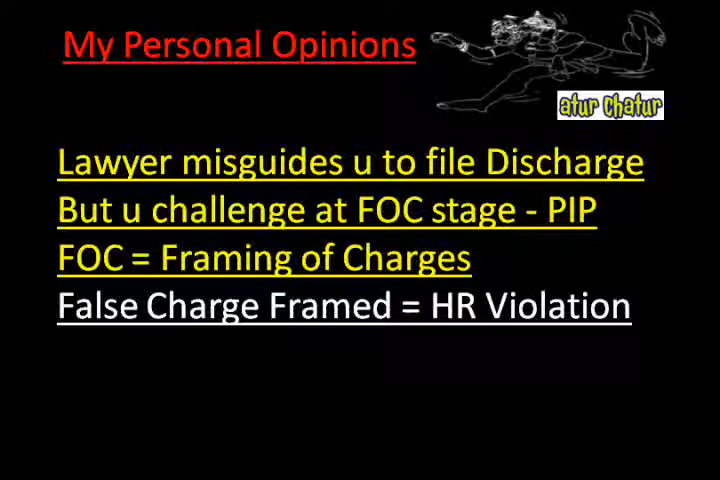 My Personal Opinions
atur chatur
Lawyer misguides u to file Discharge
But u challenge at FOC stage - PIP
FOC = Framing of Charges
False Charge Framed = HR Violation